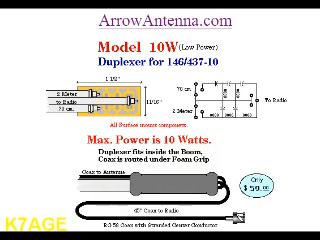 ArrowAntenna.com
Model 10W (Low Power)
Duplexer for 146/437-10
1 1/2"
2 Meter
to Radio
70 cm.
11/16"
70 cm
2 Meter
To Radio
All Surface mount component.
Max. Power is 10 Watts.
Duplexer fits inside the Boom,
Coax is routed under Foam Grip
Coax to Antenna
Only
$ 59.00
45" Coax to Radio
RG 58 Coax with Stranded Center Conductor
K7AGE